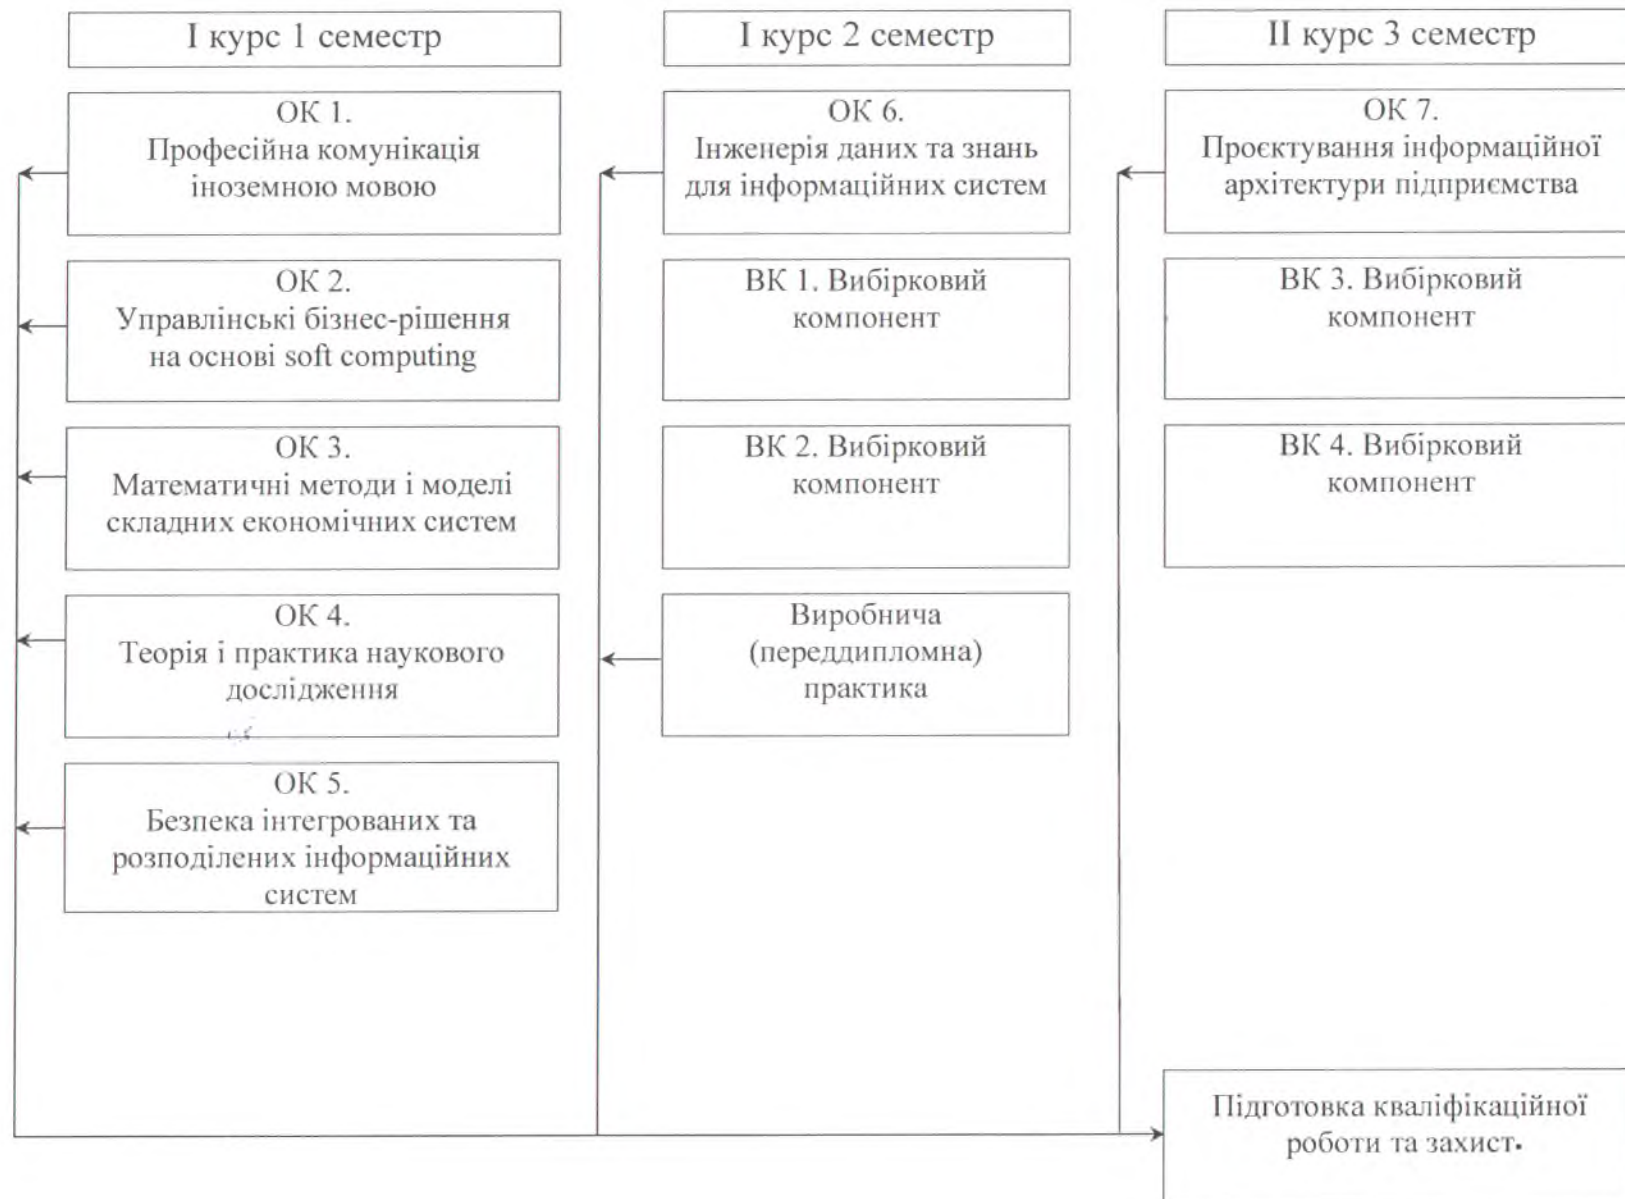 І курс 1 семестр
ОК 1.
Професійна комунікація
іноземною мовою
ОК 2.
Управлінські бізнес-рішення
на основі soft computing
ОК 3.
Математичні методи і моделі
складних економічних систем
ОК 4.
Теорія і практика наукового
дослідження
ОК 5.
Безпека інтегрованих та
розподілених інформаційних
систем
І курс 2 семестр
ОК 6.
Інженерія даних та знань
для інформаційних систем
ВК 1. Вибірковий
компонент
ВК 2. Вибірковий
компонент
Виробнича
(переддипломна)
практика
ІІ курс 3 семестр
ОК 7.
Проєктування інформаційної
архітектури підприємства
ВК 3. Вибірковий
компонент
ВК 4. Вибірковий
компонент
Підготовка кваліфікаційної
роботи та захист.